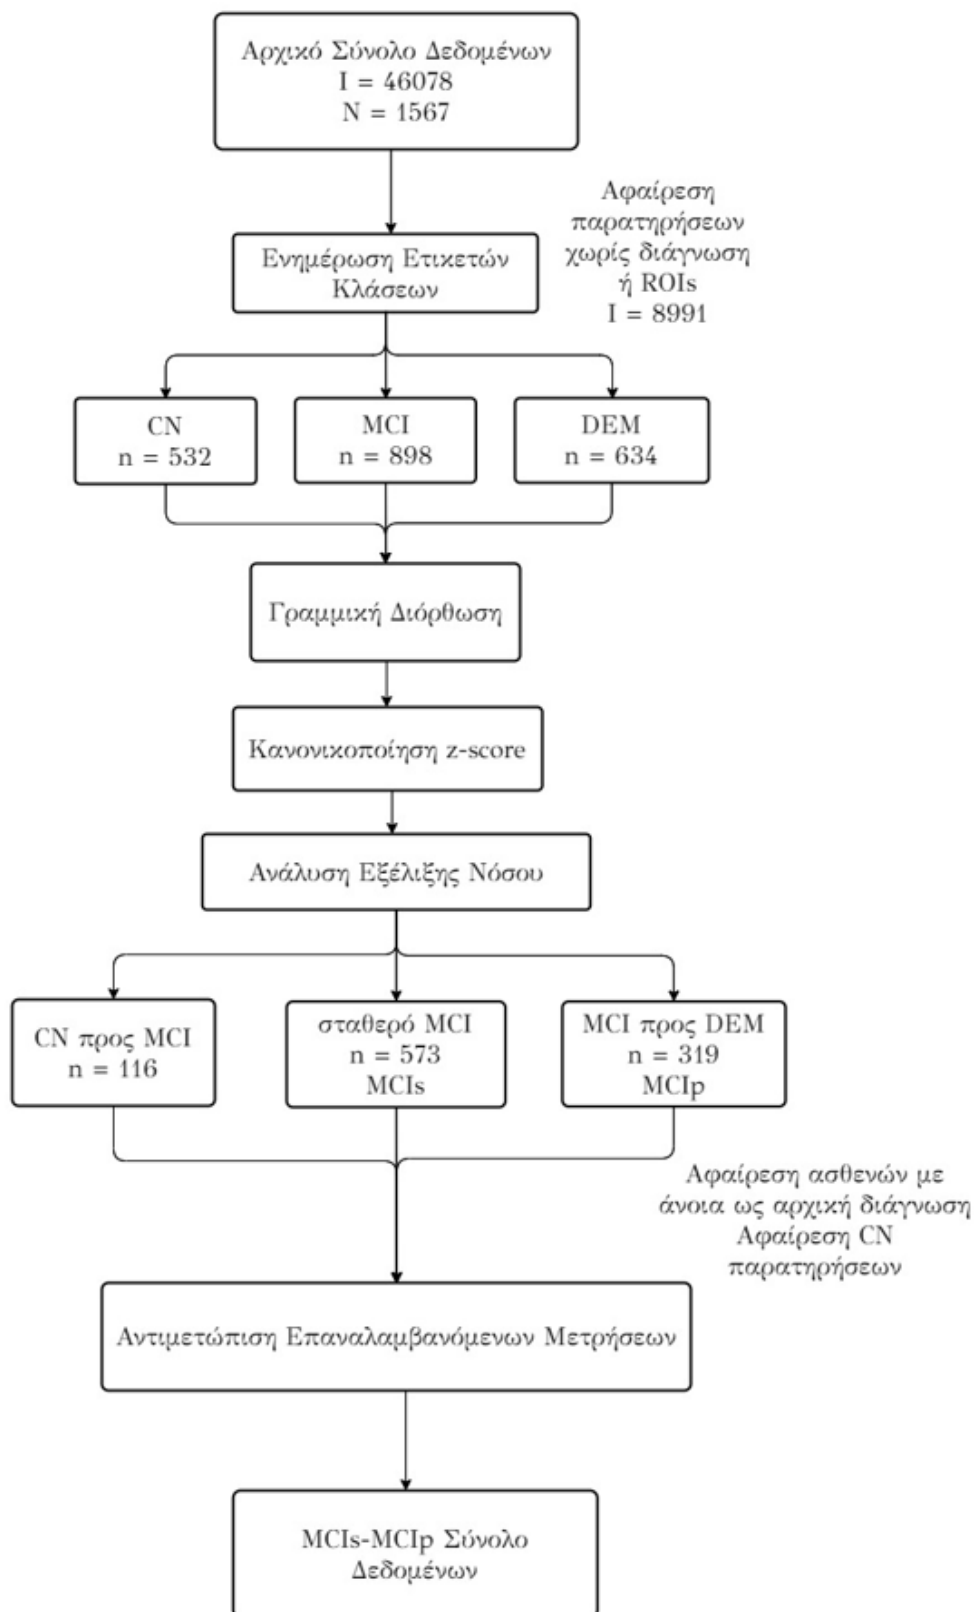 Αρχικό Σύνολο Δεδομένων
I = 46078
N = 1567
Αφαίρεση
παρατηρήσεων
χωρίς διάγνωση
ή ROIs
I = 8991
Ενημέρωση Ετικετών
Κλάσεων
CN
n = 532
MCI
n = 898
DEM
n = 634
Γραμμική Διόρθωση
Κανονικοποίηση z-score
Ανάλυση Εξέλιξης Νόσου
CN προς MCI
n = 116
σταθερό MCI
n = 573
MCIs
MCI προς DEM
n = 319
MCIp
Αφαίρεση ασθενών με
άνοια ως αρχική διάγνωση
Αφαίρεση CN
παρατηρήσεων
Αντιμετώπιση Επαναλαμβανόμενων Μετρήσεων
MCIs-MCIp Σύνολο
Δεδομένων